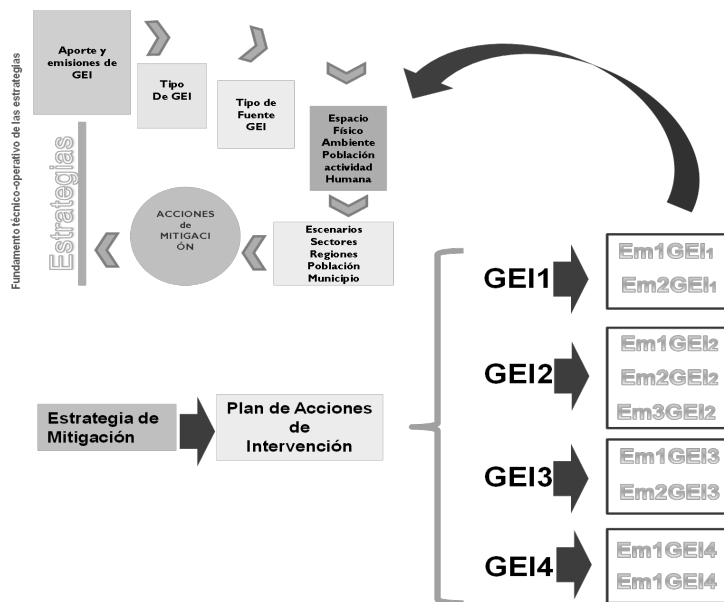 Fundamento técnico-operativo de las estrategias
Aporte y
emisiones de
GEI
Tipo
De GEI
Tipo de
Fuente
GEI
Espacio
Físico
Ambiente
Población
actividad
Humana
Escenarios
Sectores
Regiones
Población
Municipio
ACCIONES
de
MITIGACI
ÓN
Estrategias
Estrategia de
Mitigación
Plan de Acciones
de
Intervención
GEI1
Em1GEI1
Em2GEI1
GEI2
Em1GEI2
Em2GEI2
Em3GEI2
GEI3
Em1GEI3
Em2GEI3
GEI4
Em1GEI4
Em1GEI4